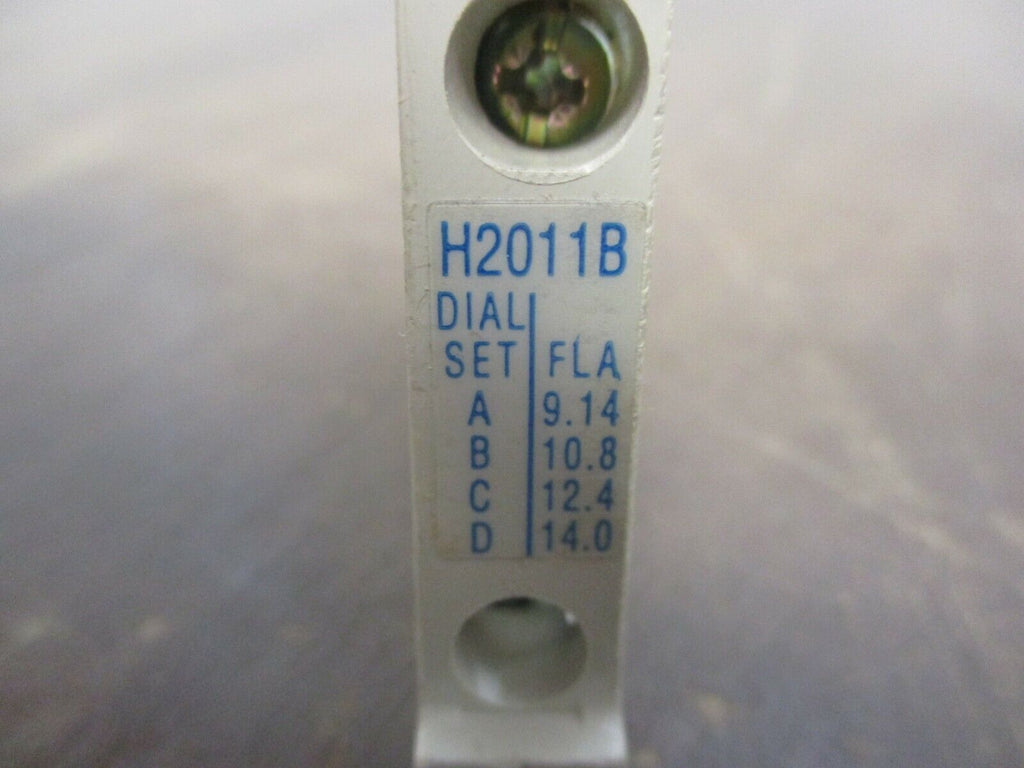 H2011B
DIAL
SET FLA
A 9.14
B 10.8
C 12.4
D 14.0